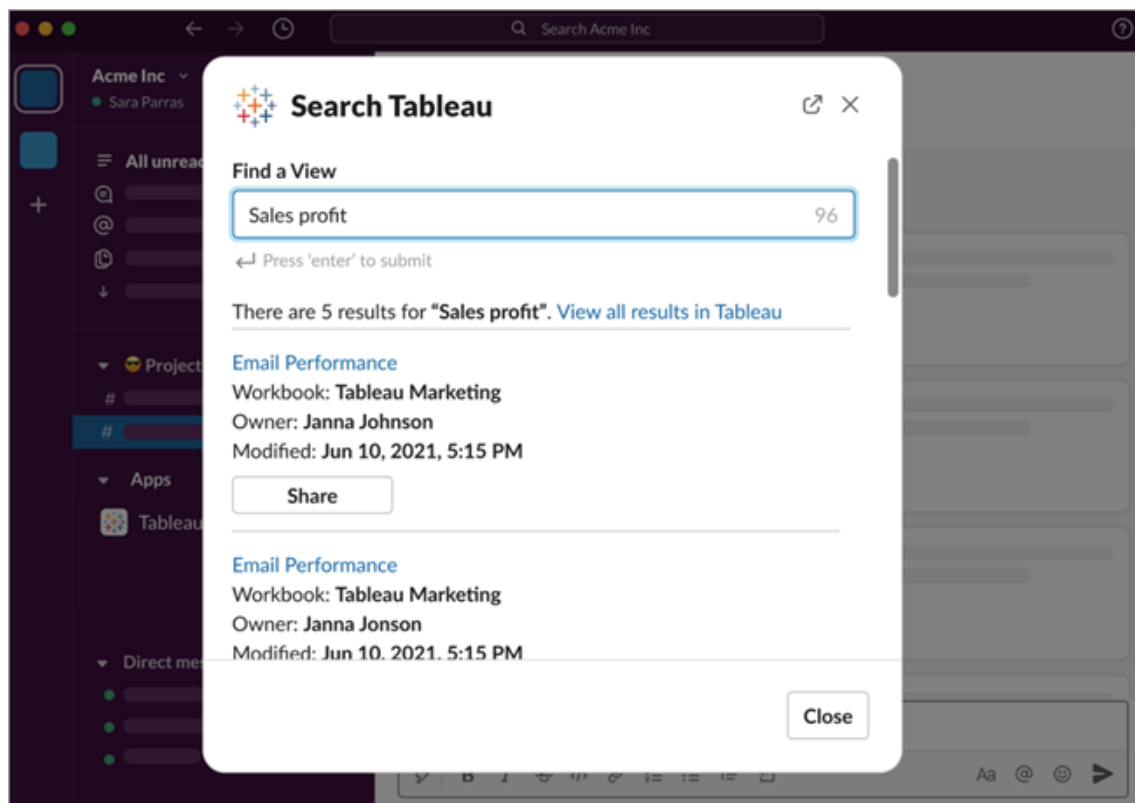 Search Acme Inc
Acme Inc
Sara Parras
All unread
Project
Apps
Tableau
Direct mes
Search Tableau
Find a View
Sales profit 96
Press 'enter' to submit
There are 5 results for “Sales profit”. View all results in Tableau
Email Performance
Workbook: Tableau Marketing
Owner: Janna Johnson
Modified: Jun 10, 2021, 5:15 PM
Share
Email Performance
Workbook: Tableau Marketing
Owner: Janna Jonson
Modified: Jun 10, 2021, 5:15 PM
Close
Aa @